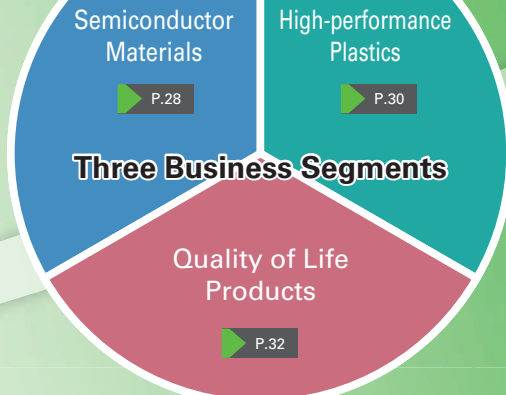 Semiconductor
Materials
P.28
High-performance
Plastics
P.30
Three Business Segments
Quality of Life
Products
P.32